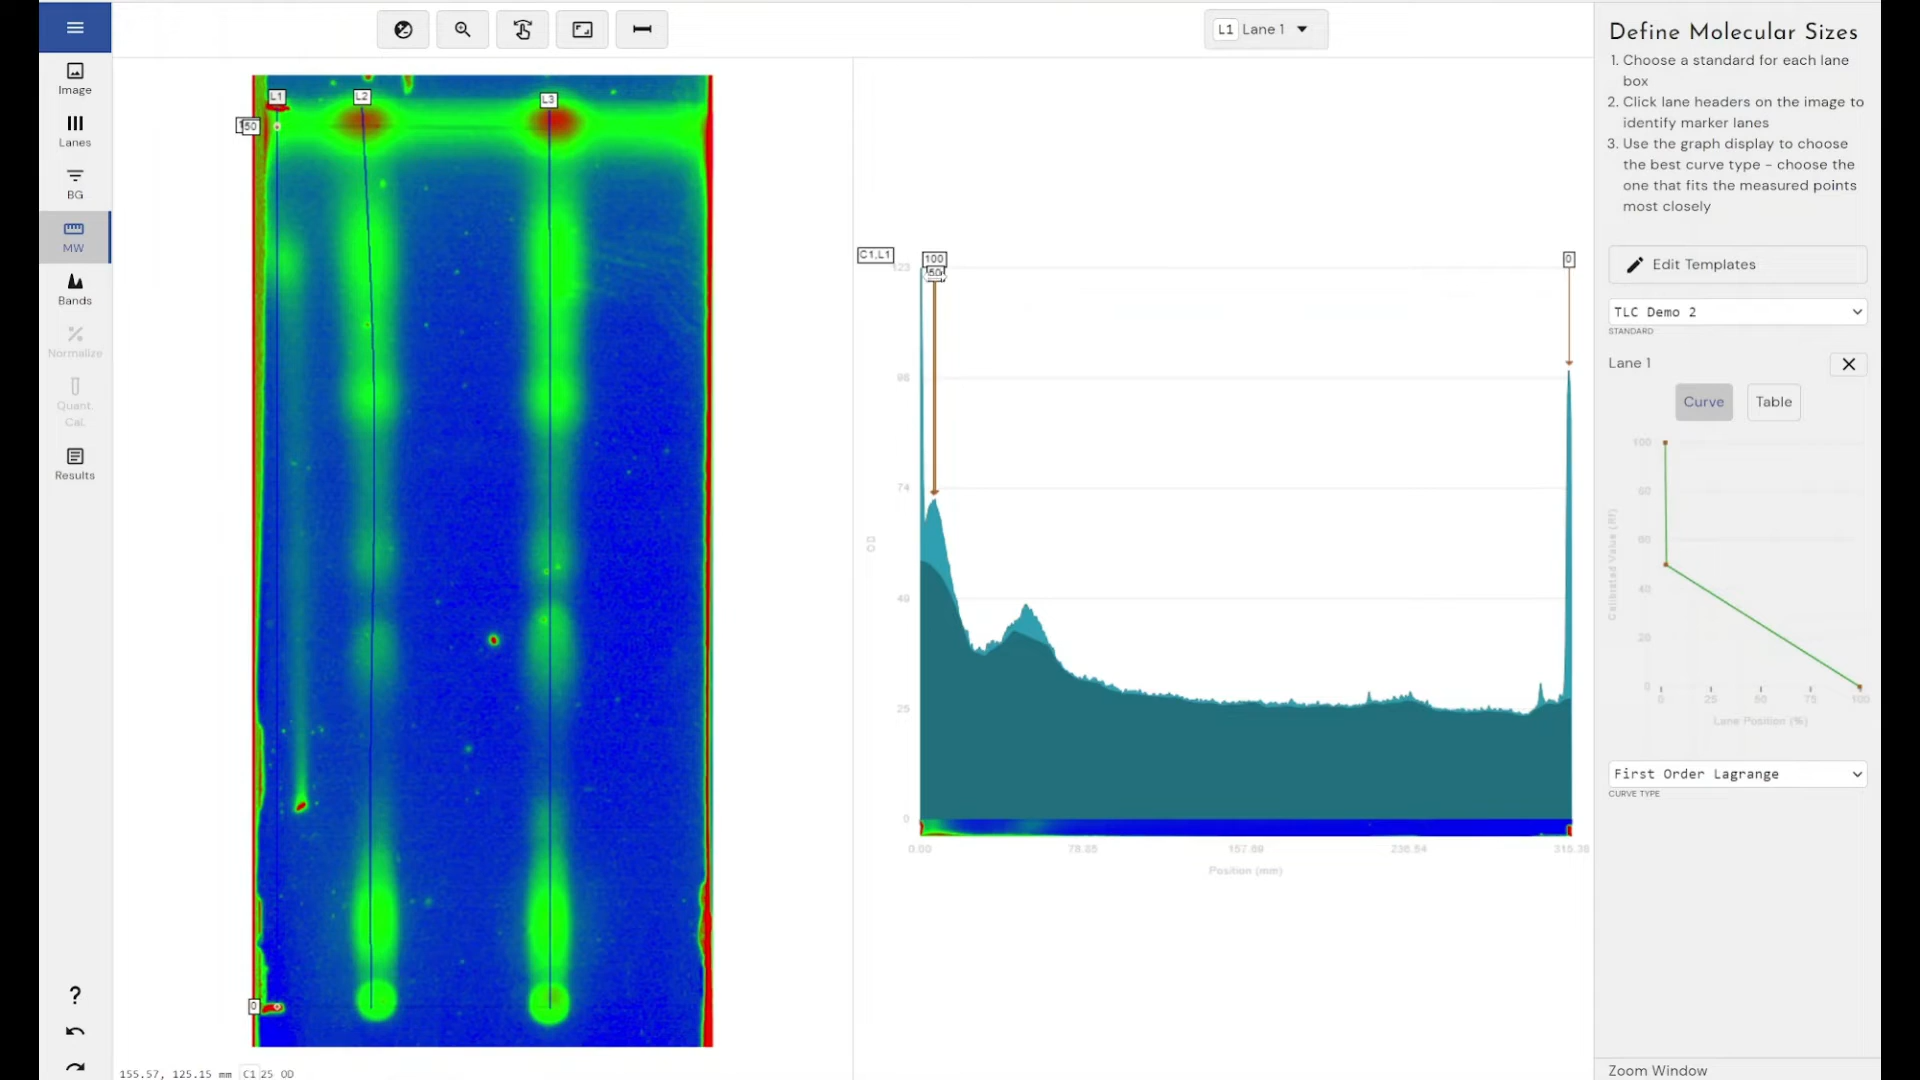 L1 Lane 1
Define Molecular Sizes
1. Choose a standard for each lane
box
2. Click lane headers on the image to
identify marker lanes
3. Use the graph display to choose
the best curve type - choose the
one that fits the measured points
most closely
Edit Templates
TLC Demo 2
STANDARD
Lane 1
Curve
Table
100
80
60
40
20
0
Calibrated Value (Rf)
0 25 50 75 100
Lane Position (%)
First Order Lagrange
CURVE TYPE
Zoom Window
Image
Lanes
BG
MW
Bands
Normalize
Quant.
Cal.
Results
?
L1
L2
L3
50
0
155.57, 125.15 mm C1 25 OD
C1,L1
100
50
0
123
98
74
49
25
0
OD
0.00 78.85 157.69 236.54 315.38
Position (mm)